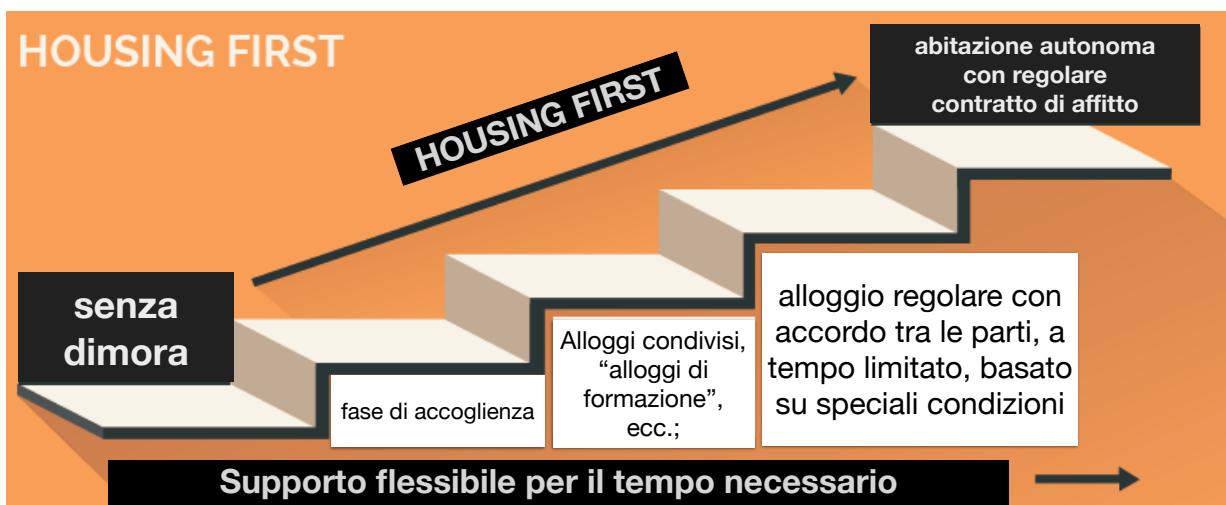 HOUSING FIRST
HOUSING FIRST
abitazione autonoma
con regolare
contratto di affitto
senza
dimora
fase di accoglienza
Alloggi condivisi,
“alloggi di
formazione”,
ecc.;
alloggio regolare con
accordo tra le parti, a
tempo limitato, basato
su speciali condizioni
Supporto flessibile per il tempo necessario